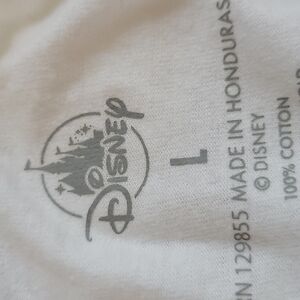 Disney
L
RN 129855 MADE IN HONDURAS
© DISNEY
100% COTTON